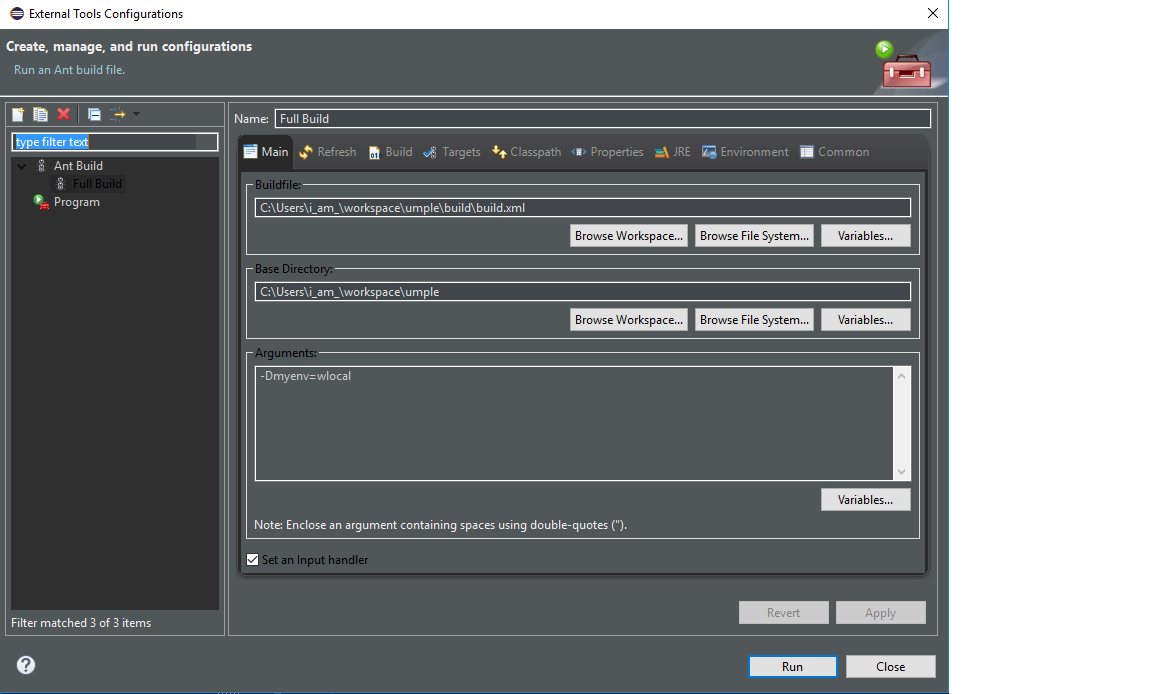 External Tools Configurations
Create, manage, and run configurations
Run an Ant build file.
type filter text
Ant Build
Full Build
Program
Filter matched 3 of 3 items
Name: Full Build
Main Refresh Build Targets Classpath Properties JRE Environment Common
Buildfile:
C:\Users\i_am_\workspace\umple\build\build.xml
Browse Workspace... Browse File System... Variables...
Base Directory:
C:\Users\i_am_\workspace\umple
Browse Workspace... Browse File System... Variables...
Arguments:
-Dmyenv=wlocal
Variables...
Note: Enclose an argument containing spaces using double-quotes (").
Set an Input handler
Revert Apply
Run Close